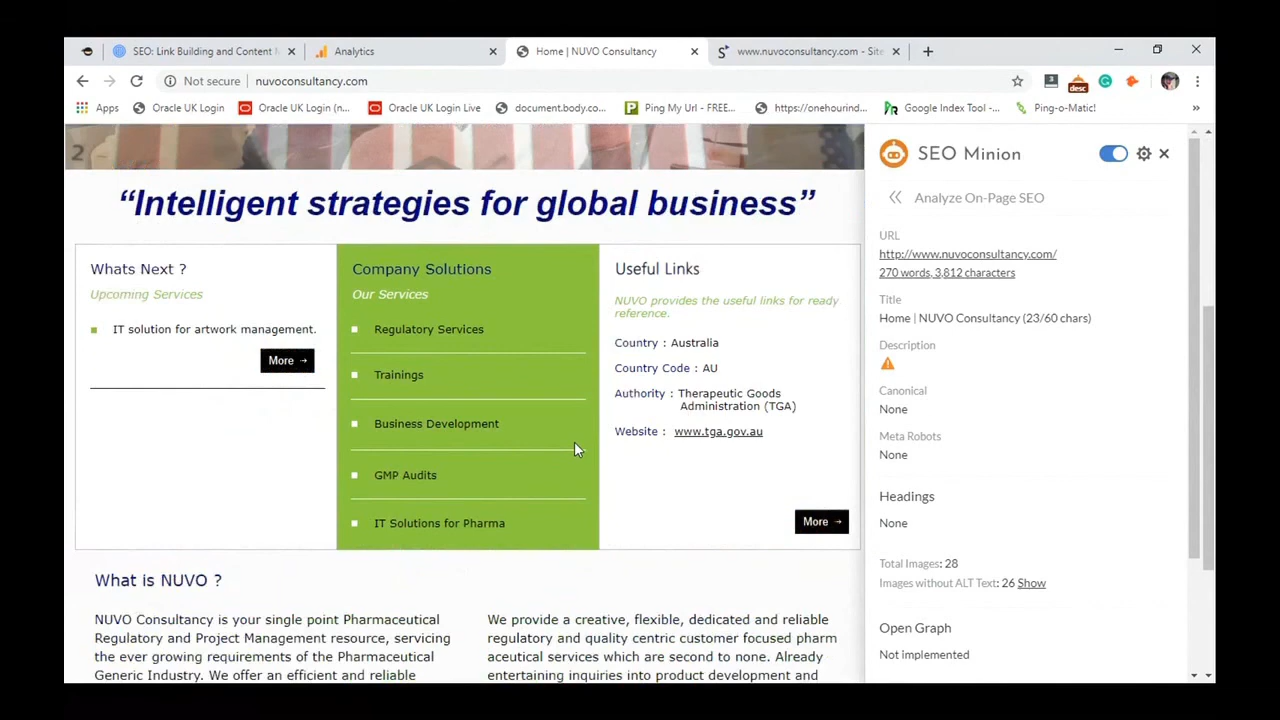 SEO: Link Building and Content M
Analytics
Home | NUVO Consultancy
www.nuvoconsultancy.com - Site
Not secure
nuvoconsultancy.com
3
desc
Apps
Oracle UK Login
Oracle UK Login (n...
Oracle UK Login Live
document.body.co...
Ping My Url - FREE...
https://onehourind...
Google Index Tool -...
Ping-o-Matic!
»
2
“Intelligent strategies for global business”
Whats Next ?
Upcoming Services
IT solution for artwork management.
More →
Company Solutions
Our Services
Regulatory Services
Trainings
Business Development
GMP Audits
IT Solutions for Pharma
Useful Links
NUVO provides the useful links for ready
reference.
Country : Australia
Country Code : AU
Authority : Therapeutic Goods
Administration (TGA)
Website : www.tga.gov.au
More →
What is NUVO ?
NUVO Consultancy is your single point Pharmaceutical
Regulatory and Project Management resource, servicing
the ever growing requirements of the Pharmaceutical
Generic Industry. We offer an efficient and reliable
We provide a creative, flexible, dedicated and reliable
regulatory and quality centric customer focused pharm
aceutical services which are second to none. Already
entertaining inquiries into product development and
SEO Minion
Analyze On-Page SEO
URL
http://www.nuvoconsultancy.com/
270 words, 3,812 characters
Title
Home | NUVO Consultancy (23/60 chars)
Description
Canonical
None
Meta Robots
None
Headings
None
Total Images: 28
Images without ALT Text: 26 Show
Open Graph
Not implemented